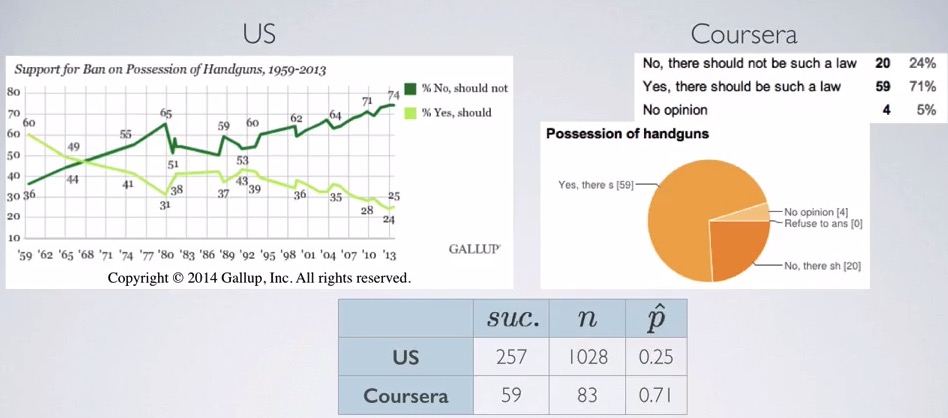 US
Support for Ban on Possession of Handguns, 1959-2013
% No, should not
% Yes, should
80
70
60
50
40
30
20
10
60
36
49
44
55
41
65
31
51
38
59
37
53
43
60
39
62
36
64
35
71
28
74
25
24
'59 '62 '65 '68 '71 '74 '77 '80 '83 '86 '89 '92 '95 '98 '01 '04 '07 '10 '13
GALLUP'
Copyright © 2014 Gallup, Inc. All rights reserved.
Coursera
No, there should not be such a law 20 24%
Yes, there should be such a law 59 71%
No opinion 4 5%
Possession of handguns
Yes, there s [59]
No opinion [4]
Refuse to ans [0]
No, there sh [20]
suc. n p̂
US 257 1028 0.25
Coursera 59 83 0.71